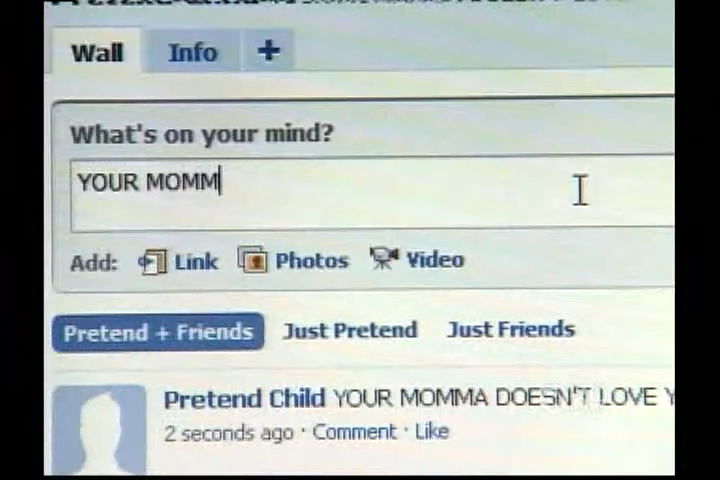 Wall Info +
What's on your mind?
YOUR MOMM
Add: Link Photos Video
Pretend + Friends Just Pretend Just Friends
Pretend Child YOUR MOMMA DOESN'T LOVE Y
2 seconds ago · Comment · Like